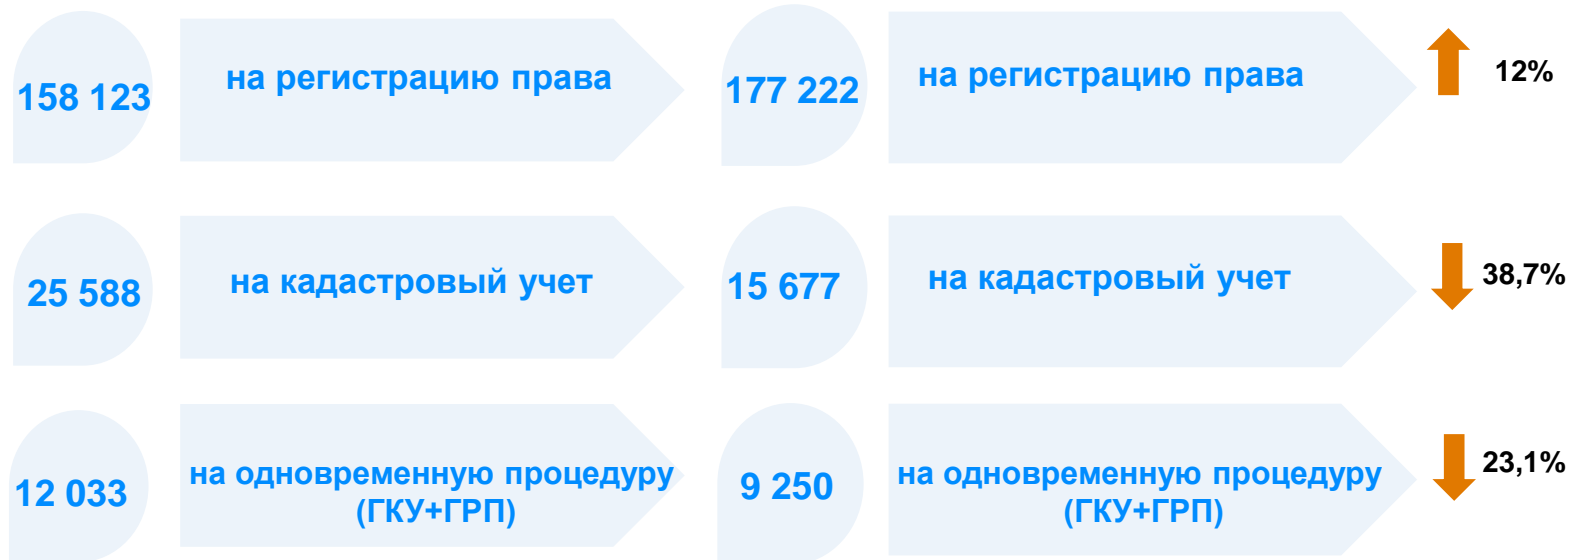 158 123
на регистрацию права
177 222
на регистрацию права
12%
25 588
на кадастровый учет
15 677
на кадастровый учет
38,7%
12 033
на одновременную процедуру
(ГКУ+ГРП)
9 250
на одновременную процедуру
(ГКУ+ГРП)
23,1%